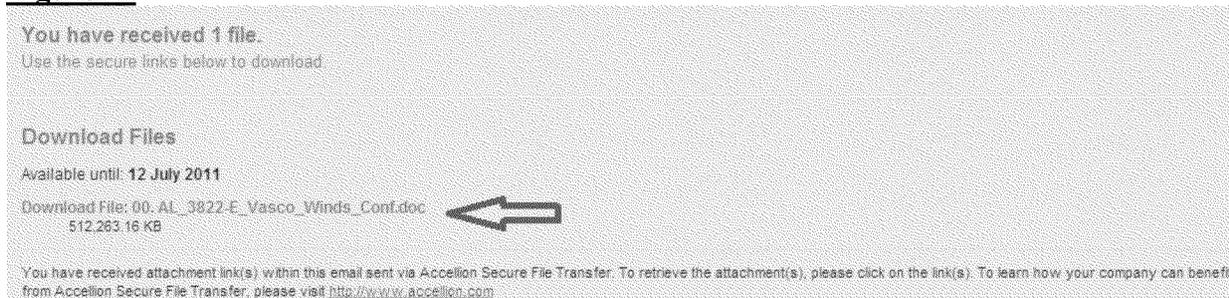 You have received 1 file.
Use the secure links below to download.
Download Files
Available until: 12 July 2011
Download File: 00. AL_3822-E_Vasco_Winds_Conf.doc
512,263.16 KB
You have received attachment link(s) within this email sent via Accellion Secure File Transfer. To retrieve the attachment(s), please click on the link(s). To learn how your company can benefit
from Accellion Secure File Transfer, please visit http://www.accellion.com